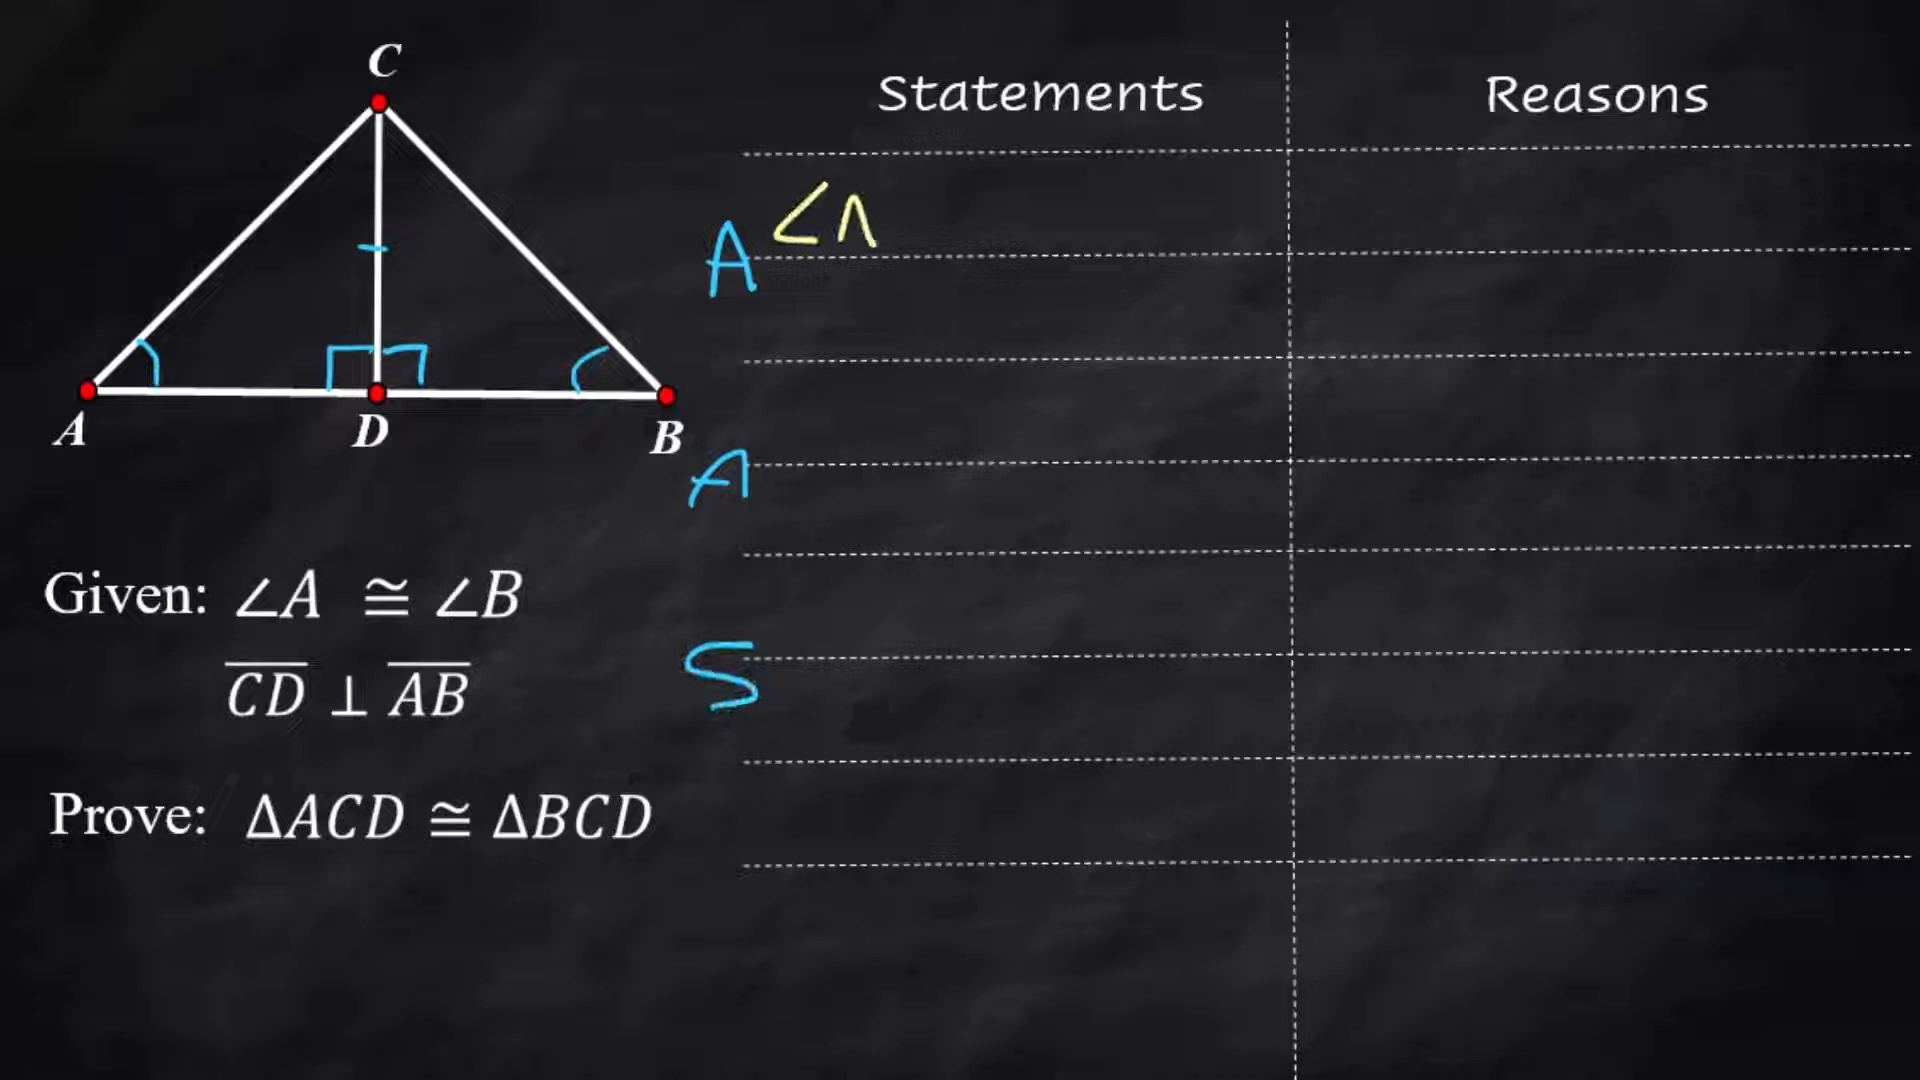 C
Statements
Reasons
∠A
A
A
D
B
A
Given: ∠A ≅ ∠B
CD ⊥ AB
S
Prove: ΔACD ≅ ΔBCD